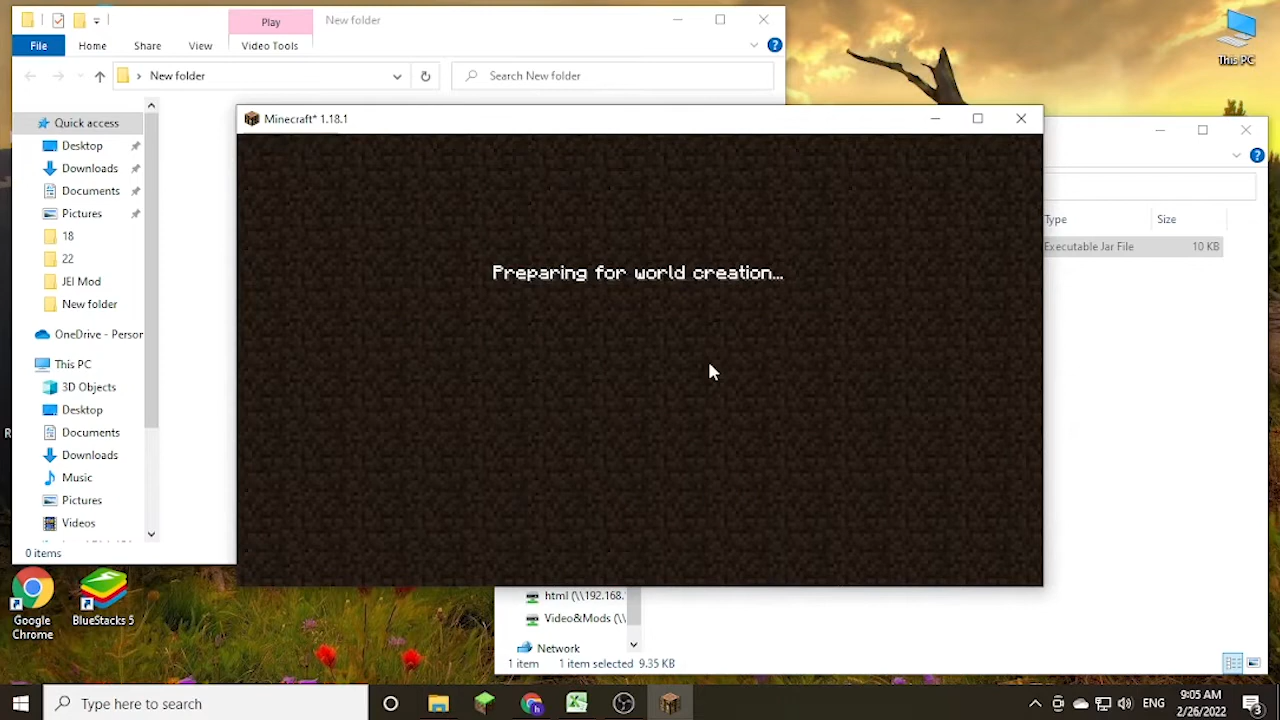 Play
New folder
File
Home
Share
View
Video Tools
New folder
Search New folder
Quick access
Desktop
Downloads
Documents
Pictures
18
22
JEI Mod
New folder
OneDrive - Person
This PC
3D Objects
Desktop
Documents
Downloads
Music
Pictures
Videos
0 items
Minecraft* 1.18.1
Preparing for world creation...
This PC
Type
Size
Executable Jar File
10 KB
html (\\192.168.
Video&Mods (\\
Network
1 item
1 item selected 9.35 KB
Google
Chrome
BlueStacks 5
Type here to search
ENG
9:05 AM
2/26/2022
3